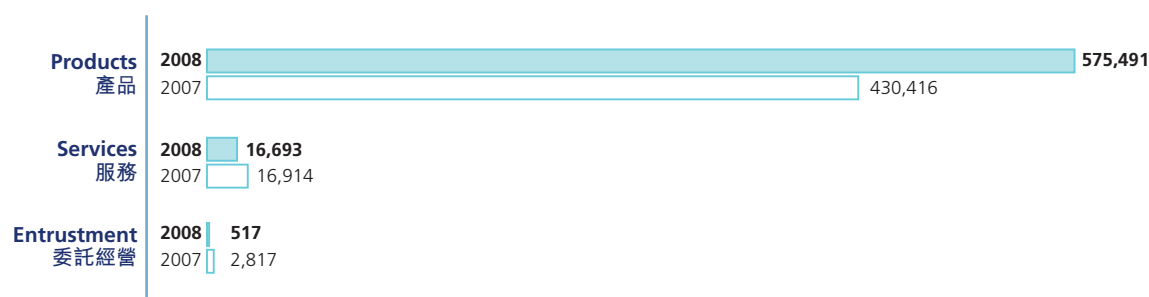 Products
產品
2008 575,491
2007 430,416
Services
服務
2008 16,693
2007 16,914
Entrustment
委託經營
2008 517
2007 2,817